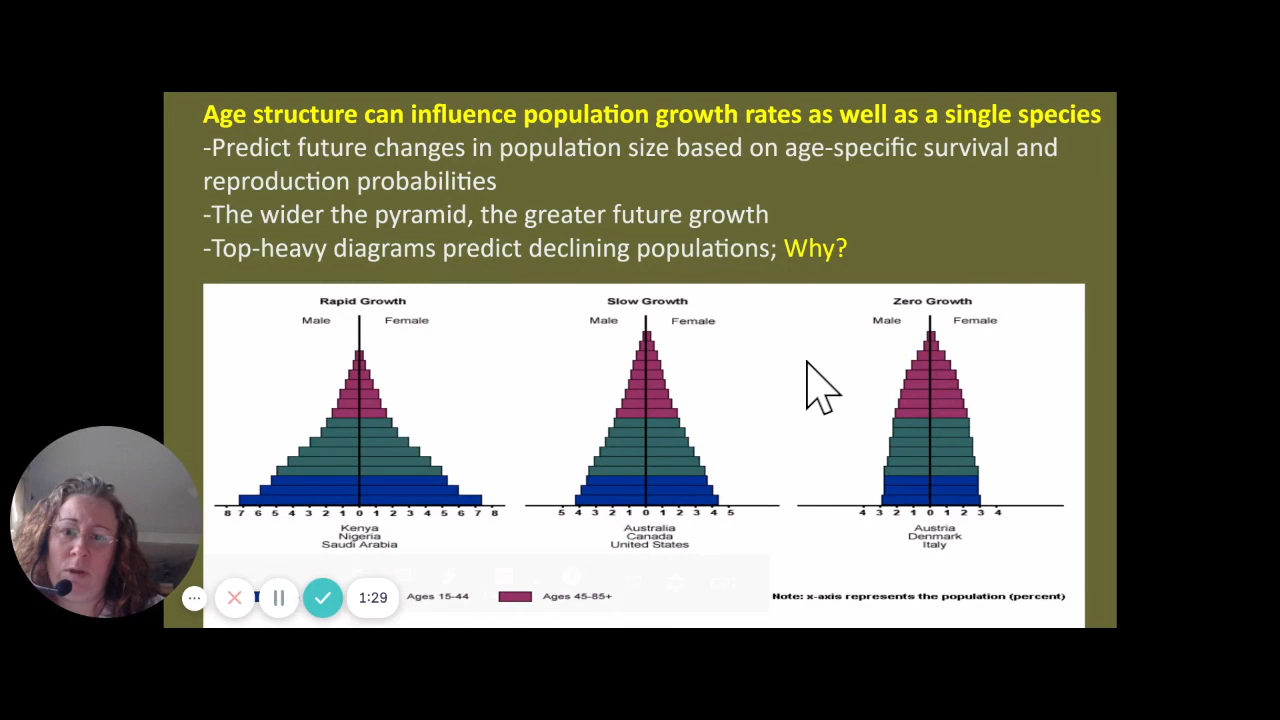 Age structure can influence population growth rates as well as a single species
-Predict future changes in population size based on age-specific survival and
reproduction probabilities
-The wider the pyramid, the greater future growth
-Top-heavy diagrams predict declining populations; Why?
Rapid Growth
Male Female
8 7 6 5 4 3 2 1 0 1 2 3 4 5 6 7 8
Kenya
Nigeria
Saudi Arabia
Slow Growth
Male Female
5 4 3 2 1 0 1 2 3 4 5
Australia
Canada
United States
Zero Growth
Male Female
4 3 2 1 0 1 2 3 4
Austria
Denmark
Italy
1:29
Ages 15-44 Ages 45-85+
Note: x-axis represents the population (percent)